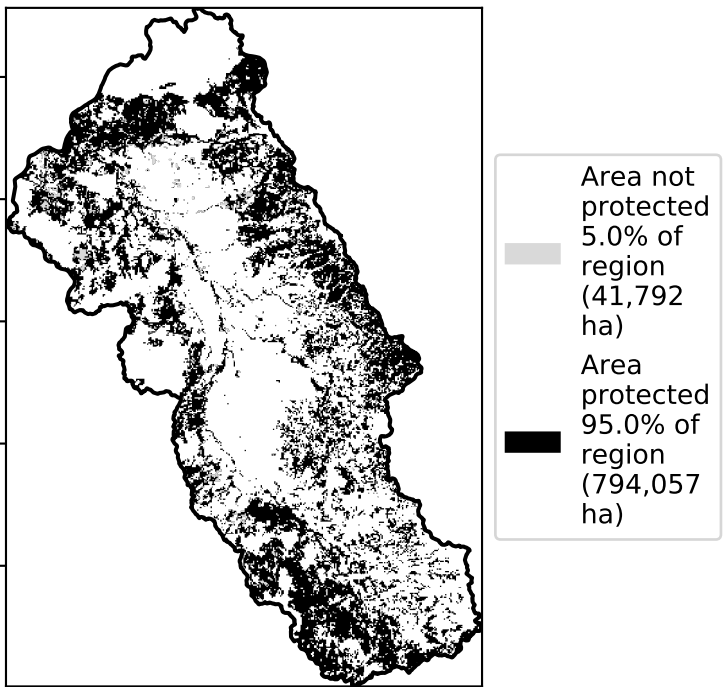 Area not
protected
5.0% of
region
(41,792
ha)
Area
protected
95.0% of
region
(794,057
ha)